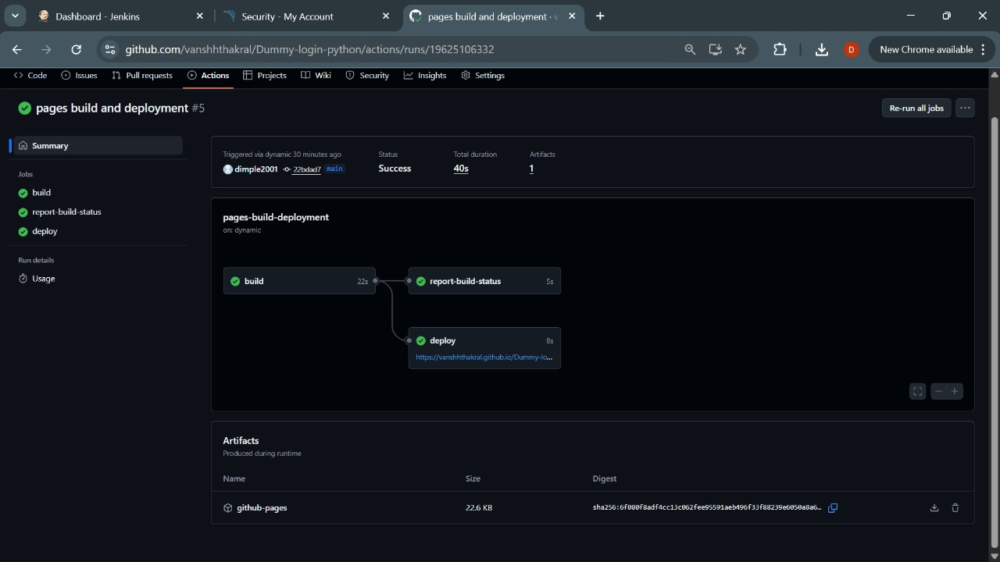 Dashboard - Jenkins
Security - My Account
pages build and deployment ·
github.com/vanshhthakral/Dummy-login-python/actions/runs/19625106332
D
New Chrome available
Code
Issues
Pull requests
Actions
Projects
Wiki
Security
Insights
Settings
pages build and deployment #5
Re-run all jobs
Summary
Jobs
build
report-build-status
deploy
Run details
Usage
Triggered via dynamic 30 minutes ago
dimple2001 22bdad7 main
Status
Success
Total duration
40s
Artifacts
1
pages-build-deployment
on: dynamic
build 22s
report-build-status 5s
deploy 8s
https://vanshhthakral.github.io/Dummy-lo...
Artifacts
Produced during runtime
Name Size Digest
github-pages 22.6 KB sha256:6f080f8adf4cc13c062fee95591aeb496f33f88239e6050a8a6...